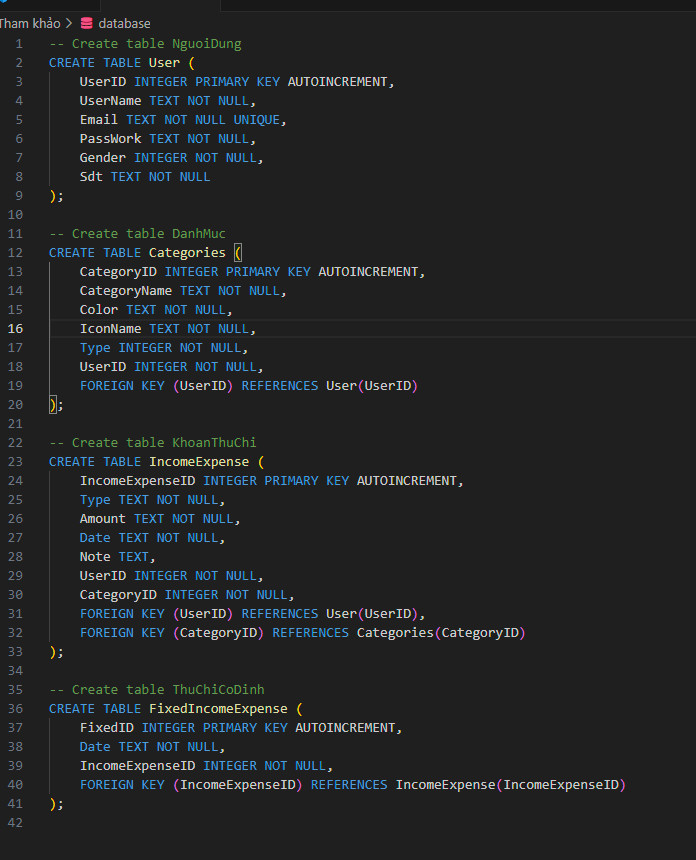 Tham khảo > database
1 -- Create table NguoiDung
2 CREATE TABLE User (
3 UserID INTEGER PRIMARY KEY AUTOINCREMENT,
4 UserName TEXT NOT NULL,
5 Email TEXT NOT NULL UNIQUE,
6 PassWork TEXT NOT NULL,
7 Gender INTEGER NOT NULL,
8 Sdt TEXT NOT NULL
9 );
10
11 -- Create table DanhMuc
12 CREATE TABLE Categories (
13 CategoryID INTEGER PRIMARY KEY AUTOINCREMENT,
14 CategoryName TEXT NOT NULL,
15 Color TEXT NOT NULL,
16 IconName TEXT NOT NULL,
17 Type INTEGER NOT NULL,
18 UserID INTEGER NOT NULL,
19 FOREIGN KEY (UserID) REFERENCES User(UserID)
20 );
21
22 -- Create table KhoanThuChi
23 CREATE TABLE IncomeExpense (
24 IncomeExpenseID INTEGER PRIMARY KEY AUTOINCREMENT,
25 Type TEXT NOT NULL,
26 Amount TEXT NOT NULL,
27 Date TEXT NOT NULL,
28 Note TEXT,
29 UserID INTEGER NOT NULL,
30 CategoryID INTEGER NOT NULL,
31 FOREIGN KEY (UserID) REFERENCES User(UserID),
32 FOREIGN KEY (CategoryID) REFERENCES Categories(CategoryID)
33 );
34
35 -- Create table ThuChiCoDinh
36 CREATE TABLE FixedIncomeExpense (
37 FixedID INTEGER PRIMARY KEY AUTOINCREMENT,
38 Date TEXT NOT NULL,
39 IncomeExpenseID INTEGER NOT NULL,
40 FOREIGN KEY (IncomeExpenseID) REFERENCES IncomeExpense(IncomeExpenseID)
41 );
42